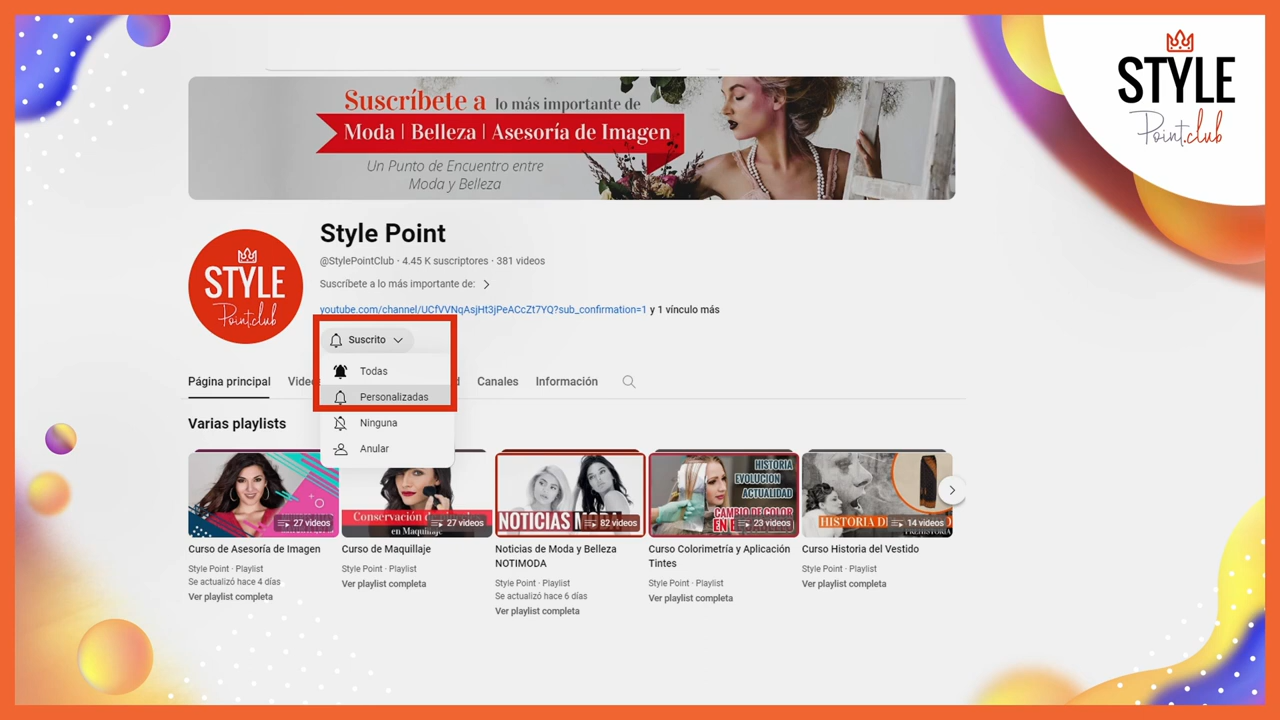 STYLE
Point.club
Suscríbete a lo más importante de
Moda | Belleza | Asesoría de Imagen
Un Punto de Encuentro entre
Moda y Belleza
STYLE
Point.club
Style Point
@StylePointClub · 4.45 K suscriptores · 381 videos
Suscríbete a lo más importante de:
youtube.com/channel/UCfVVNqAsjHt3jPeACcZt7YQ?sub_confirmation=1 y 1 vínculo más
Suscrito
Todas
Personalizadas
Ninguna
Anular
Página principal
Canales
Información
Varias playlists
27 videos
Conservación
en Maquillaje
27 videos
NOTICIAS
82 videos
HISTORIA
EVOLUCION
ACTUALIDAD
CAMBIO DE COLOR
23 videos
HISTORIA
PREHISTORIA
14 videos
Curso de Asesoría de Imagen
Style Point · Playlist
Se actualizó hace 4 días
Ver playlist completa
Curso de Maquillaje
Style Point · Playlist
Ver playlist completa
Noticias de Moda y Belleza
NOTIMODA
Style Point · Playlist
Se actualizó hace 6 días
Ver playlist completa
Curso Colorimetría y Aplicación
Tintes
Style Point · Playlist
Ver playlist completa
Curso Historia del Vestido
Style Point · Playlist
Ver playlist completa